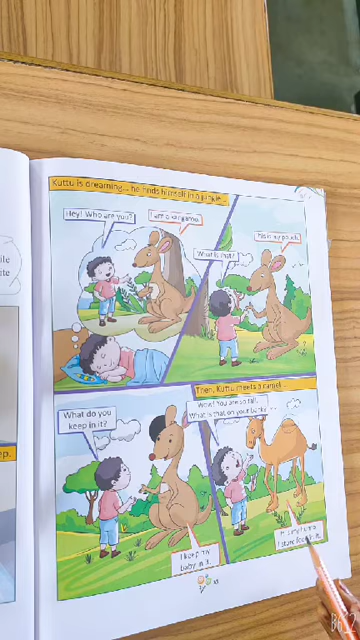 Kuttu is dreaming... he finds himself in a jungle...
Hey! Who are you?
I am a kangaroo.
What is that?
This is my pouch.
What do you
keep in it?
I keep my
baby in it.
Then, Kuttu meets a camel...
Wow! You are so tall.
What is that on your back?